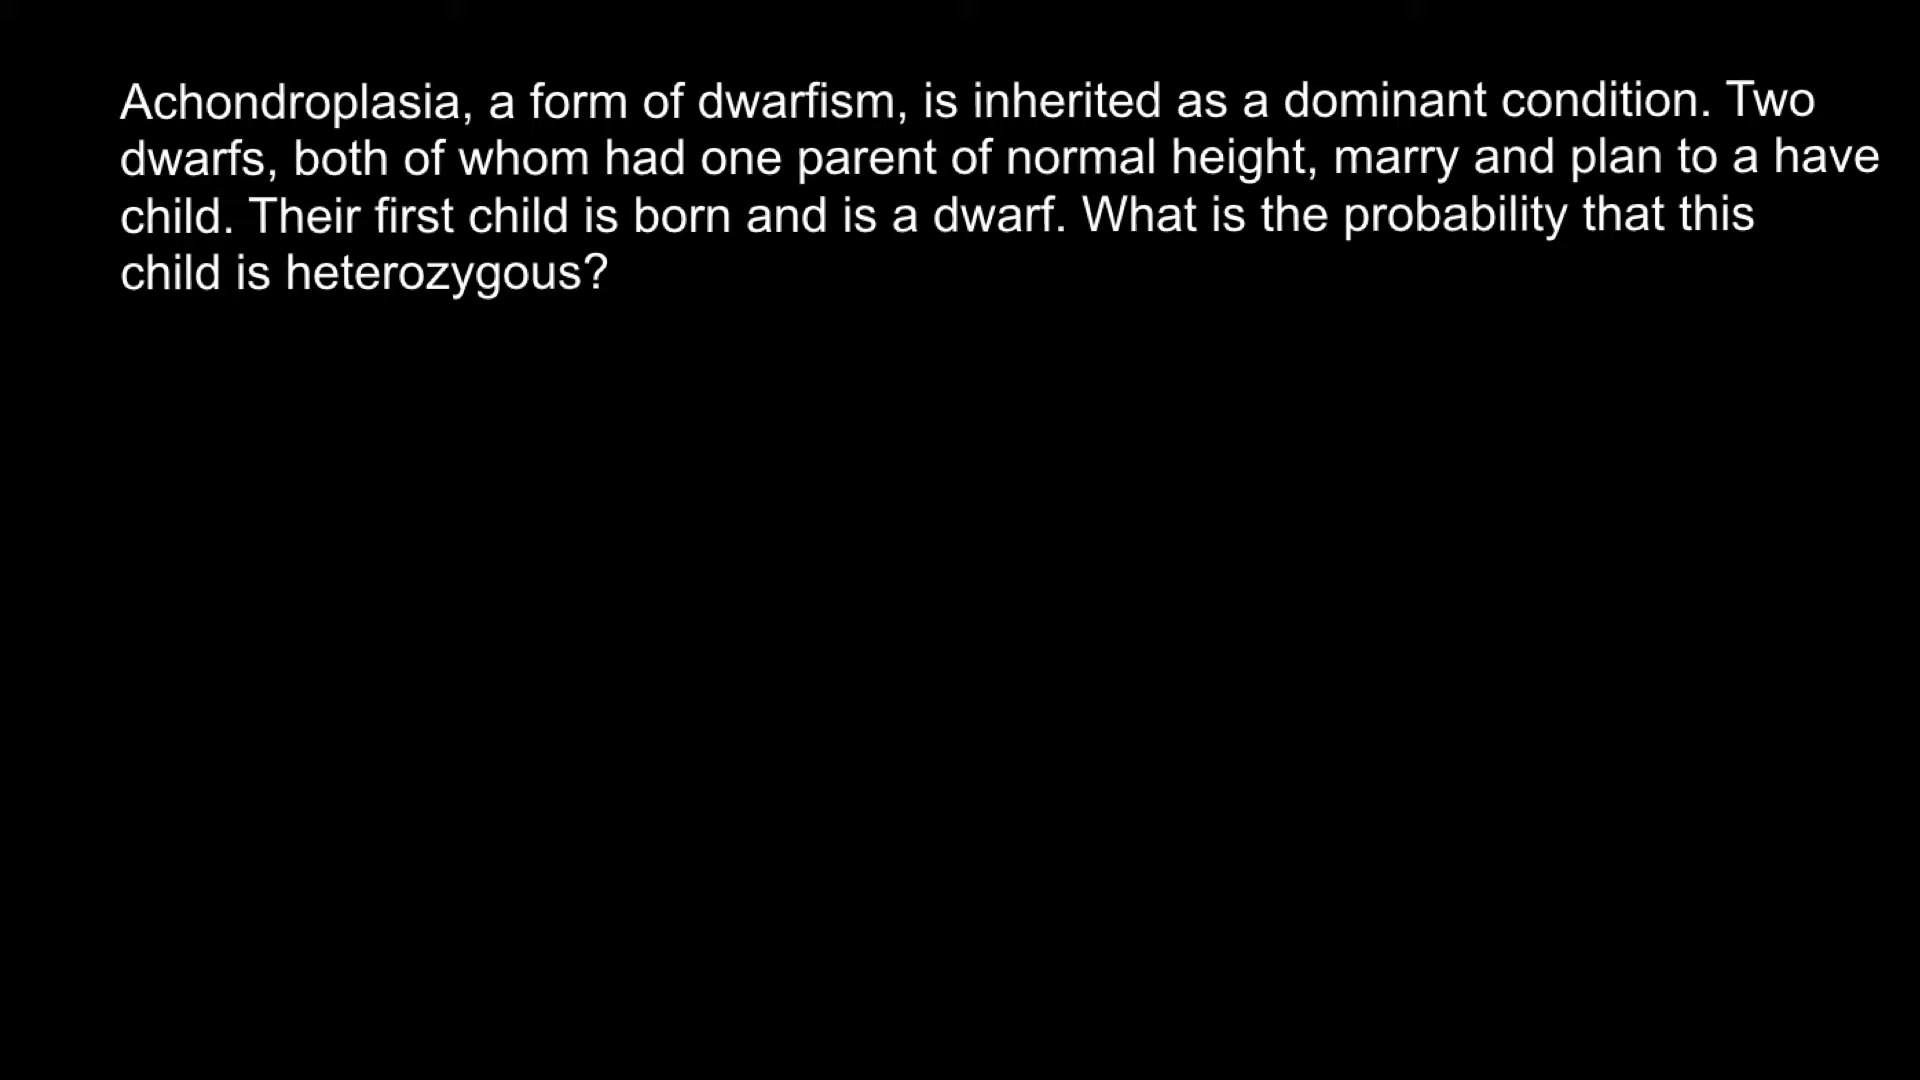 Achondroplasia, a form of dwarfism, is inherited as a dominant condition. Two
dwarfs, both of whom had one parent of normal height, marry and plan to a have
child. Their first child is born and is a dwarf. What is the probability that this
child is heterozygous?